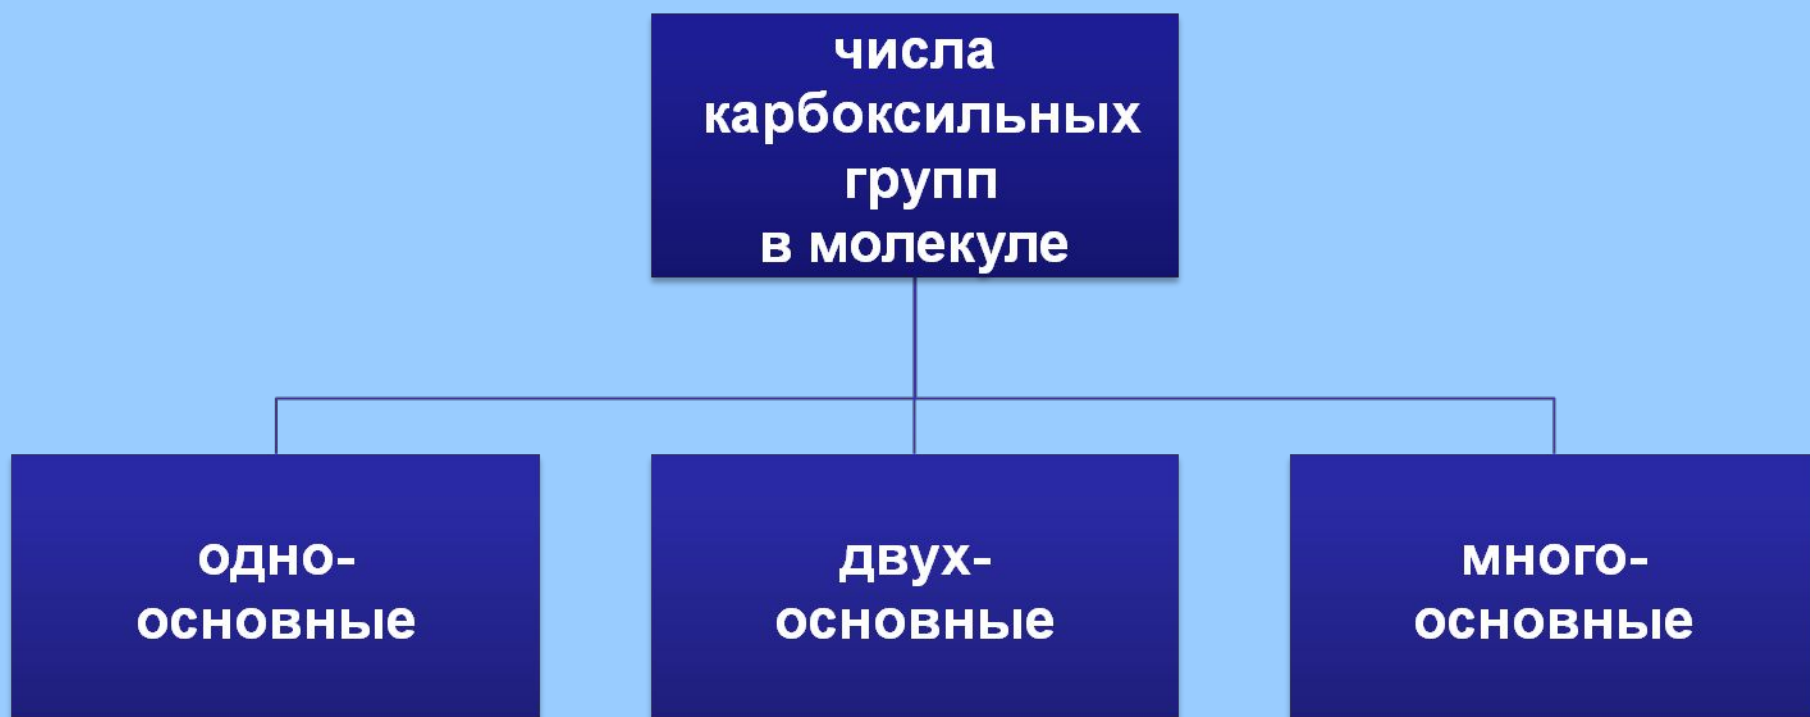 числа
карбоксильных
групп
в молекуле
одно-
основные
двух-
основные
много-
основные